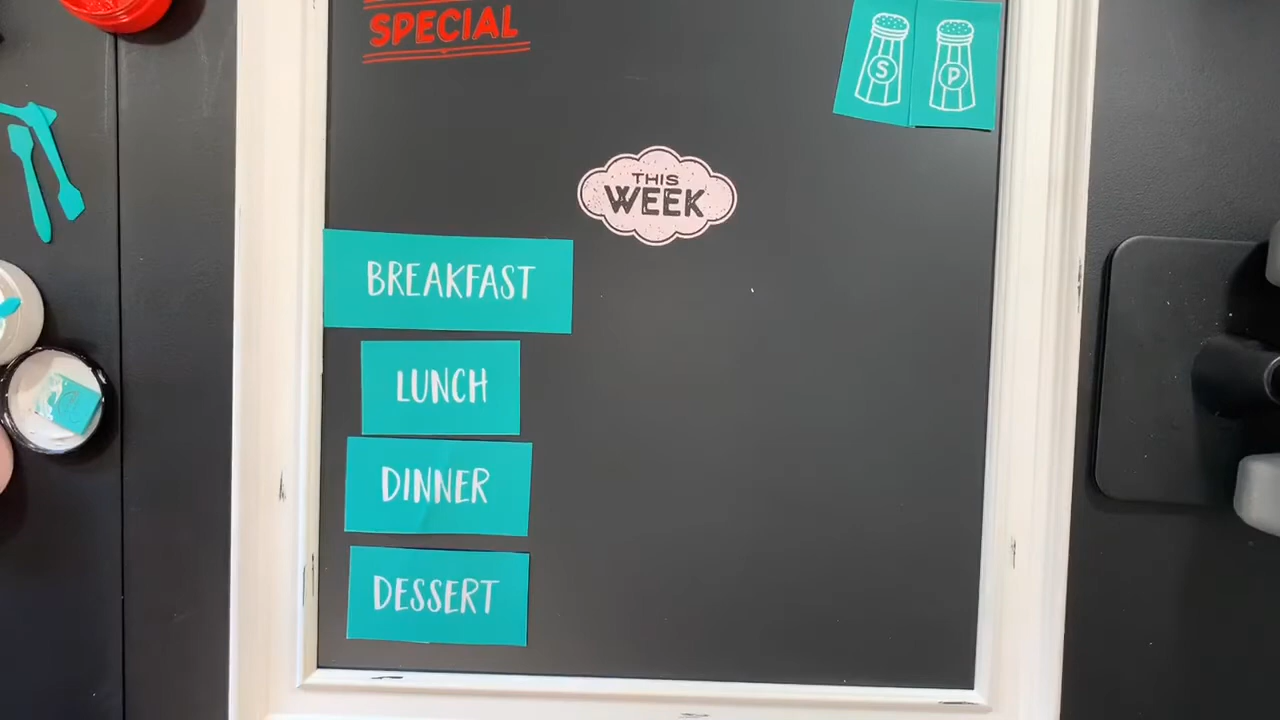 SPECIAL
S P
THIS
WEEK
BREAKFAST
LUNCH
DINNER
DESSERT